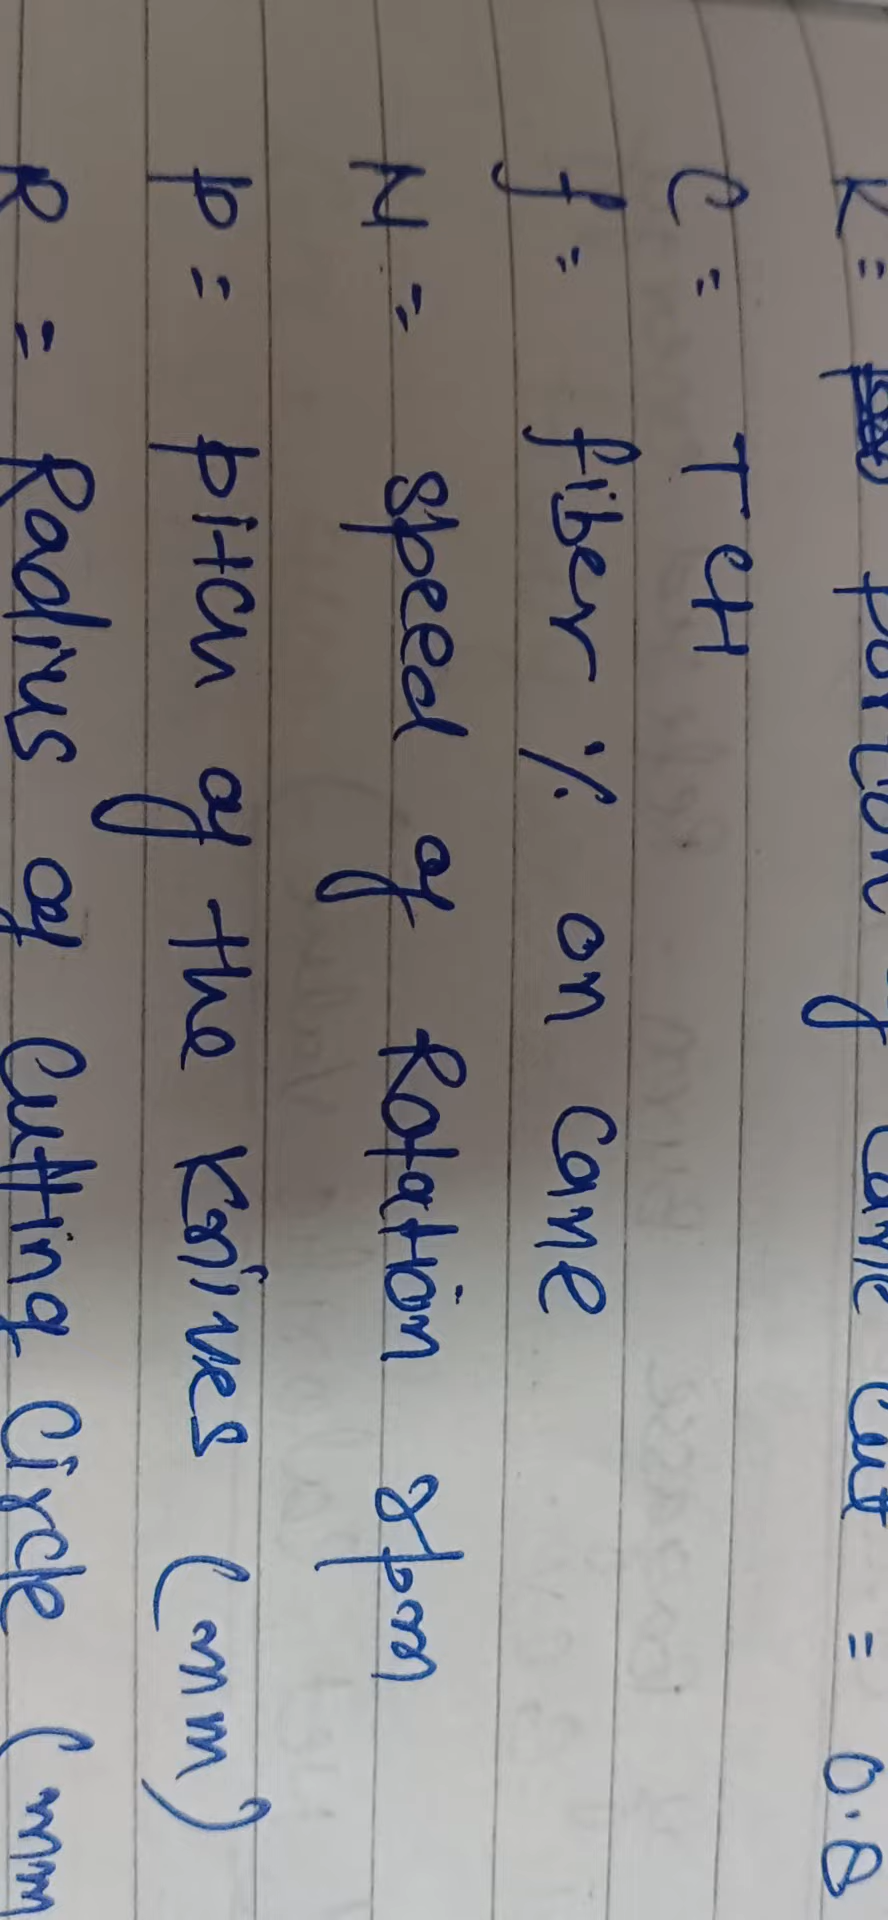 K = portion of cane cut = 0.8
C = TCH
f = fiber % on cane
N = speed of Rotation rpm
P = pitch of the Knives (mm)
R = Radius of cutting circle (mm